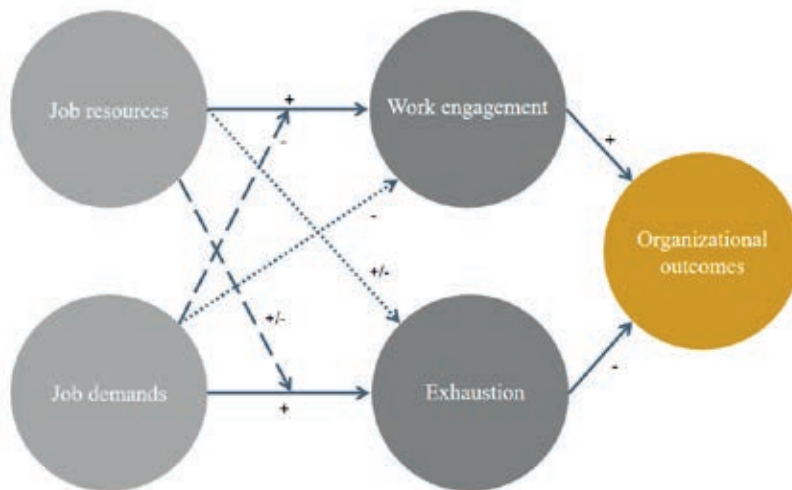 +
Job resources
Work engagement
-
+
-
+/-
Organizational
outcomes
+/-
Job demands
Exhaustion
-
+